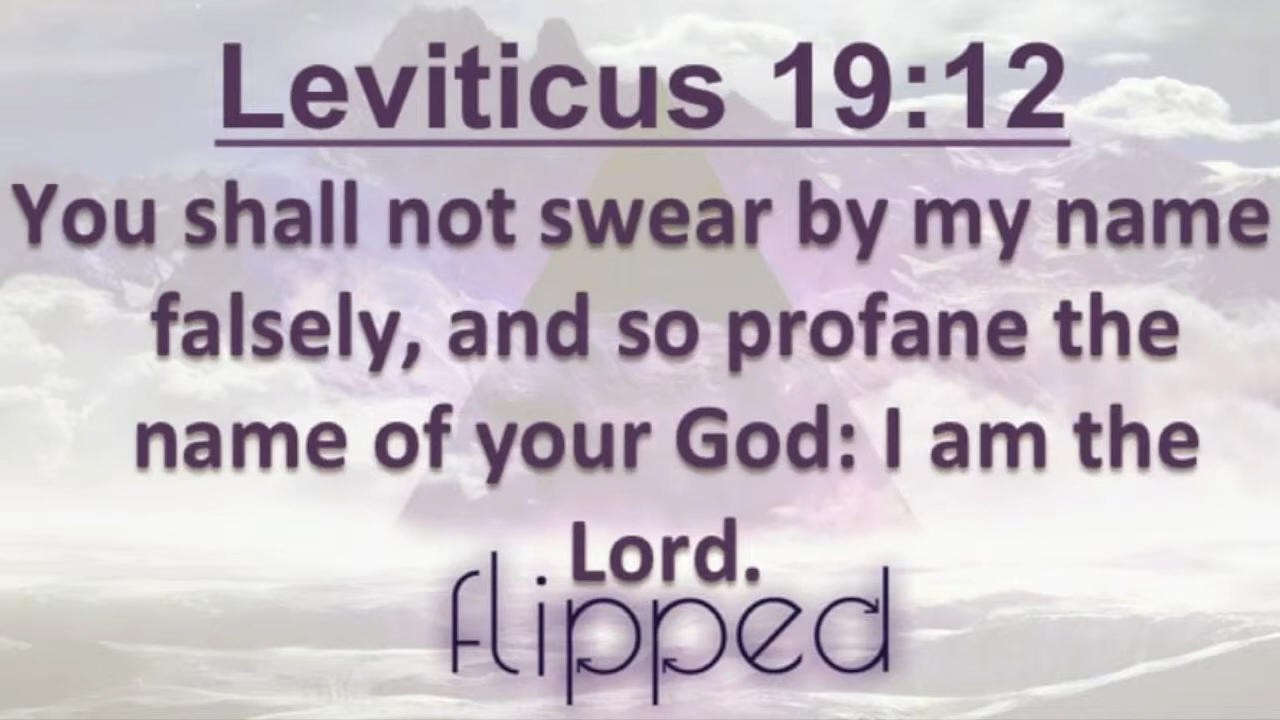 Leviticus 19:12
You shall not swear by my name
falsely, and so profane the
name of your God: I am the
Lord.
flipped